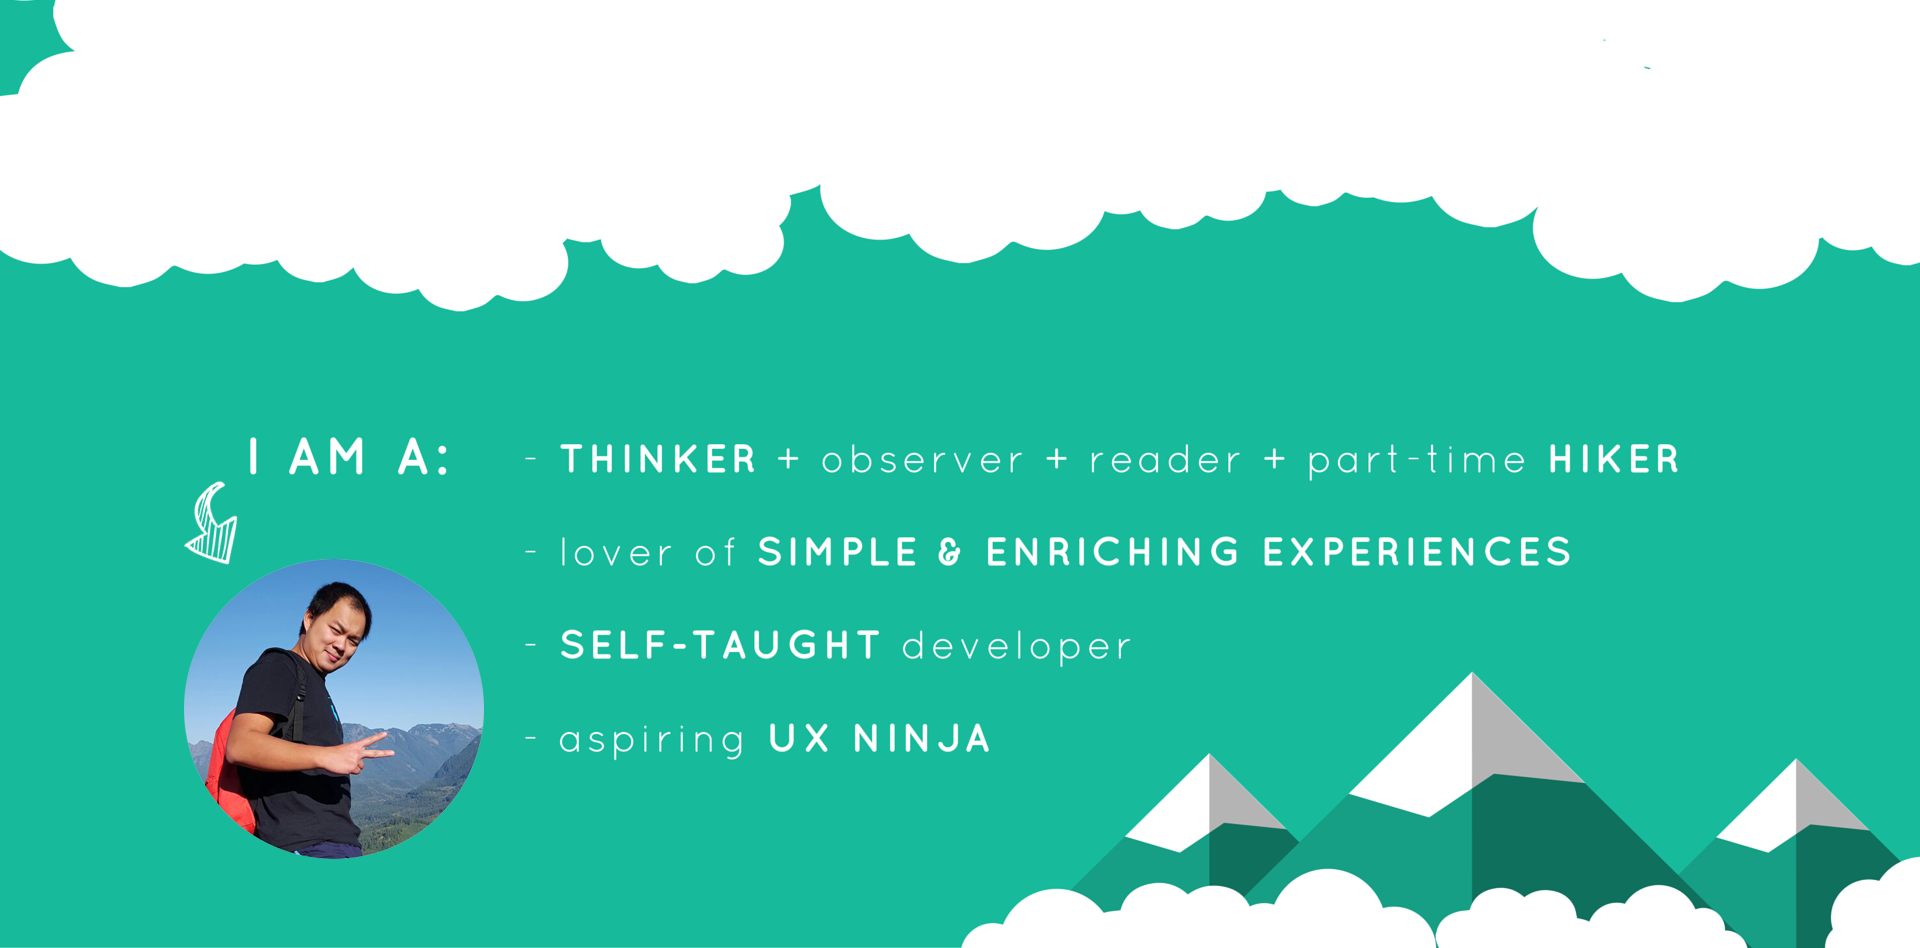 I AM A:
- THINKER + observer + reader + part-time HIKER
- lover of SIMPLE & ENRICHING EXPERIENCES
- SELF-TAUGHT developer
- aspiring UX NINJA